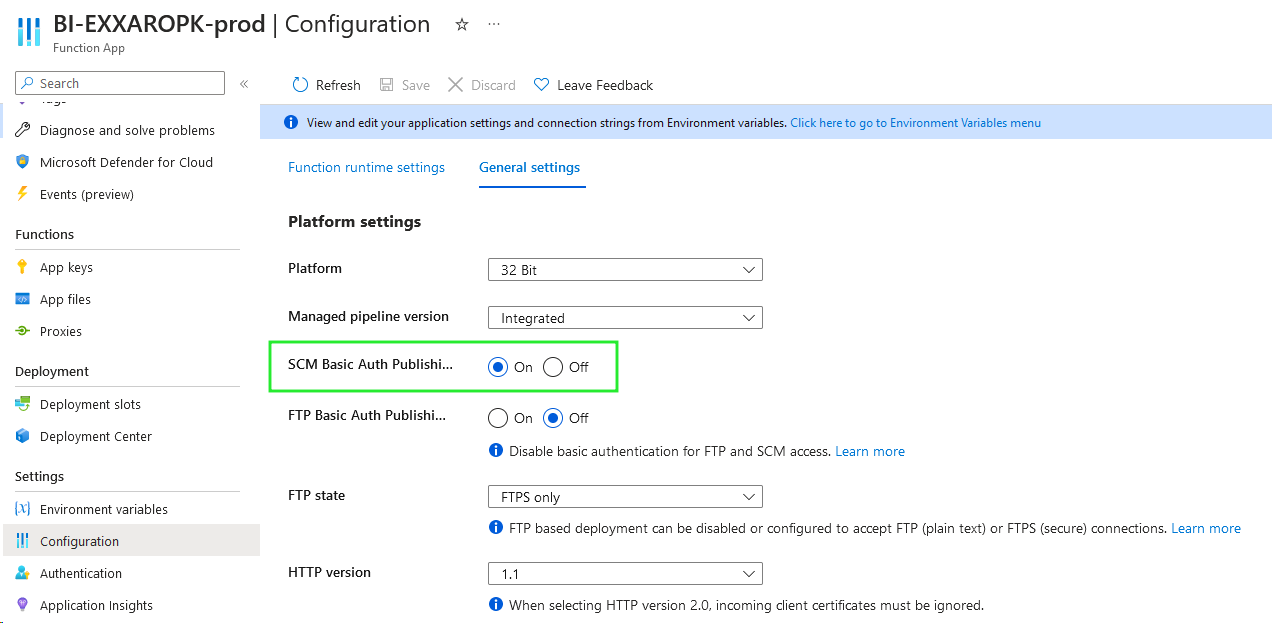 BI-EXXAROPK-prod | Configuration
Function App
Search
«
Refresh
Save
Discard
Leave Feedback
Tags
Diagnose and solve problems
Microsoft Defender for Cloud
Events (preview)
Functions
App keys
App files
Proxies
Deployment
Deployment slots
Deployment Center
Settings
Environment variables
Configuration
Authentication
Application Insights
View and edit your application settings and connection strings from Environment variables. Click here to go to Environment Variables menu
Function runtime settings
General settings
Platform settings
Platform
32 Bit
Managed pipeline version
Integrated
SCM Basic Auth Publishi...
On
Off
FTP Basic Auth Publishi...
On
Off
Disable basic authentication for FTP and SCM access. Learn more
FTP state
FTPS only
FTP based deployment can be disabled or configured to accept FTP (plain text) or FTPS (secure) connections. Learn more
HTTP version
1.1
When selecting HTTP version 2.0, incoming client certificates must be ignored.